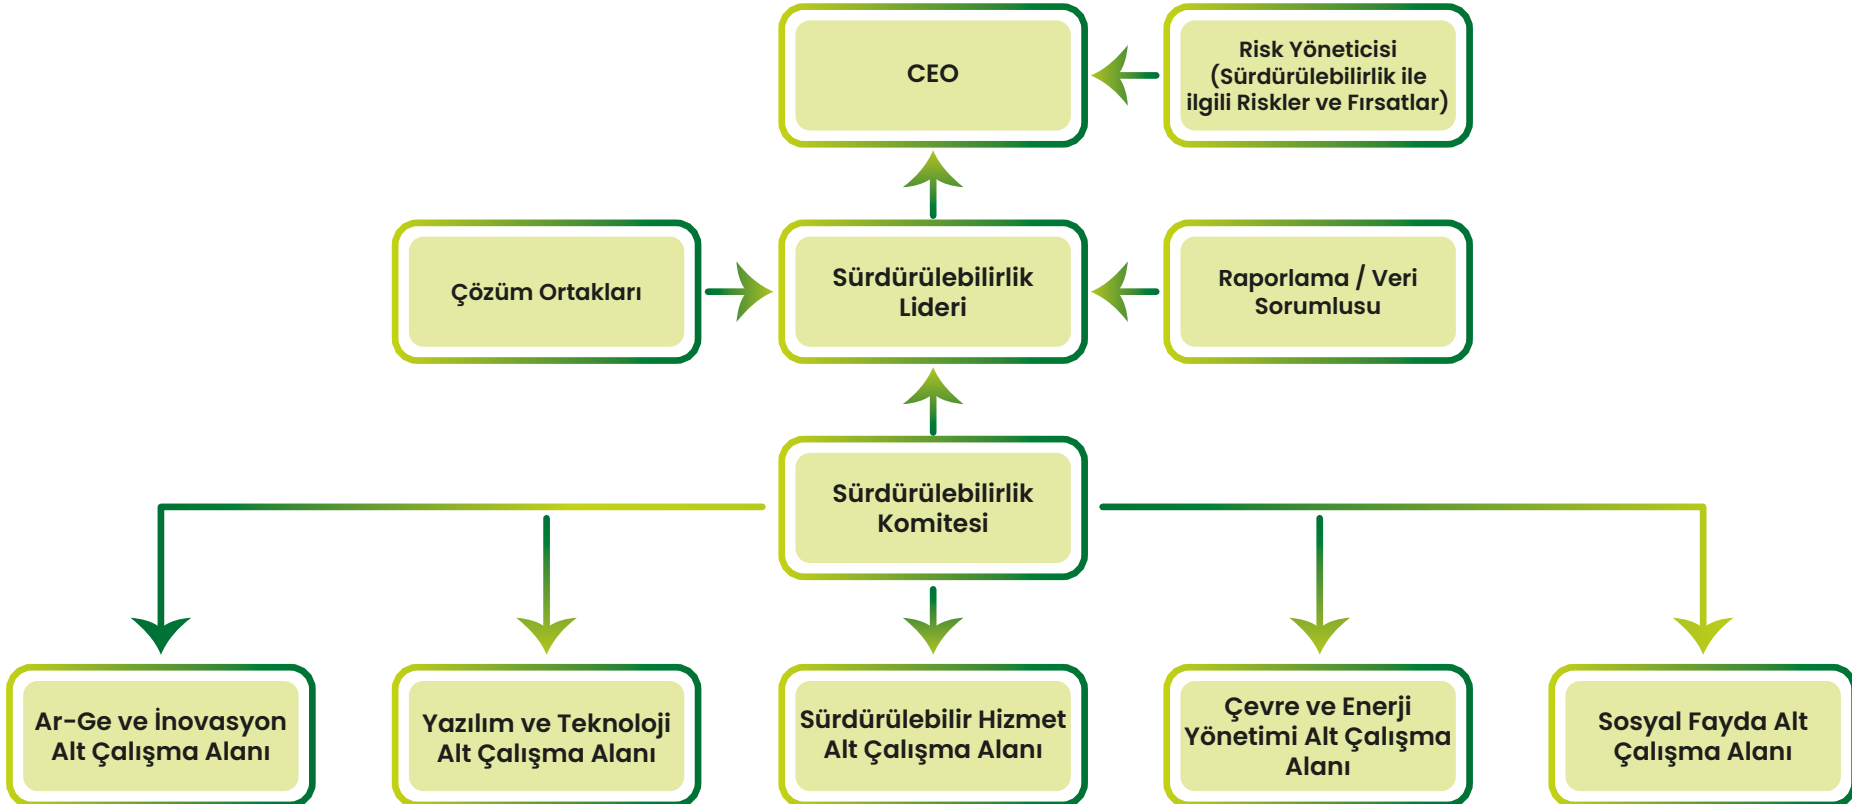 CEO
Risk Yöneticisi
(Sürdürülebilirlik ile
ilgili Riskler ve Fırsatlar)
Çözüm Ortakları
Sürdürülebilirlik
Lideri
Raporlama / Veri
Sorumlusu
Sürdürülebilirlik
Komitesi
Ar-Ge ve İnovasyon
Alt Çalışma Alanı
Yazılım ve Teknoloji
Alt Çalışma Alanı
Sürdürülebilir Hizmet
Alt Çalışma Alanı
Çevre ve Enerji
Yönetimi Alt Çalışma
Alanı
Sosyal Fayda Alt
Çalışma Alanı